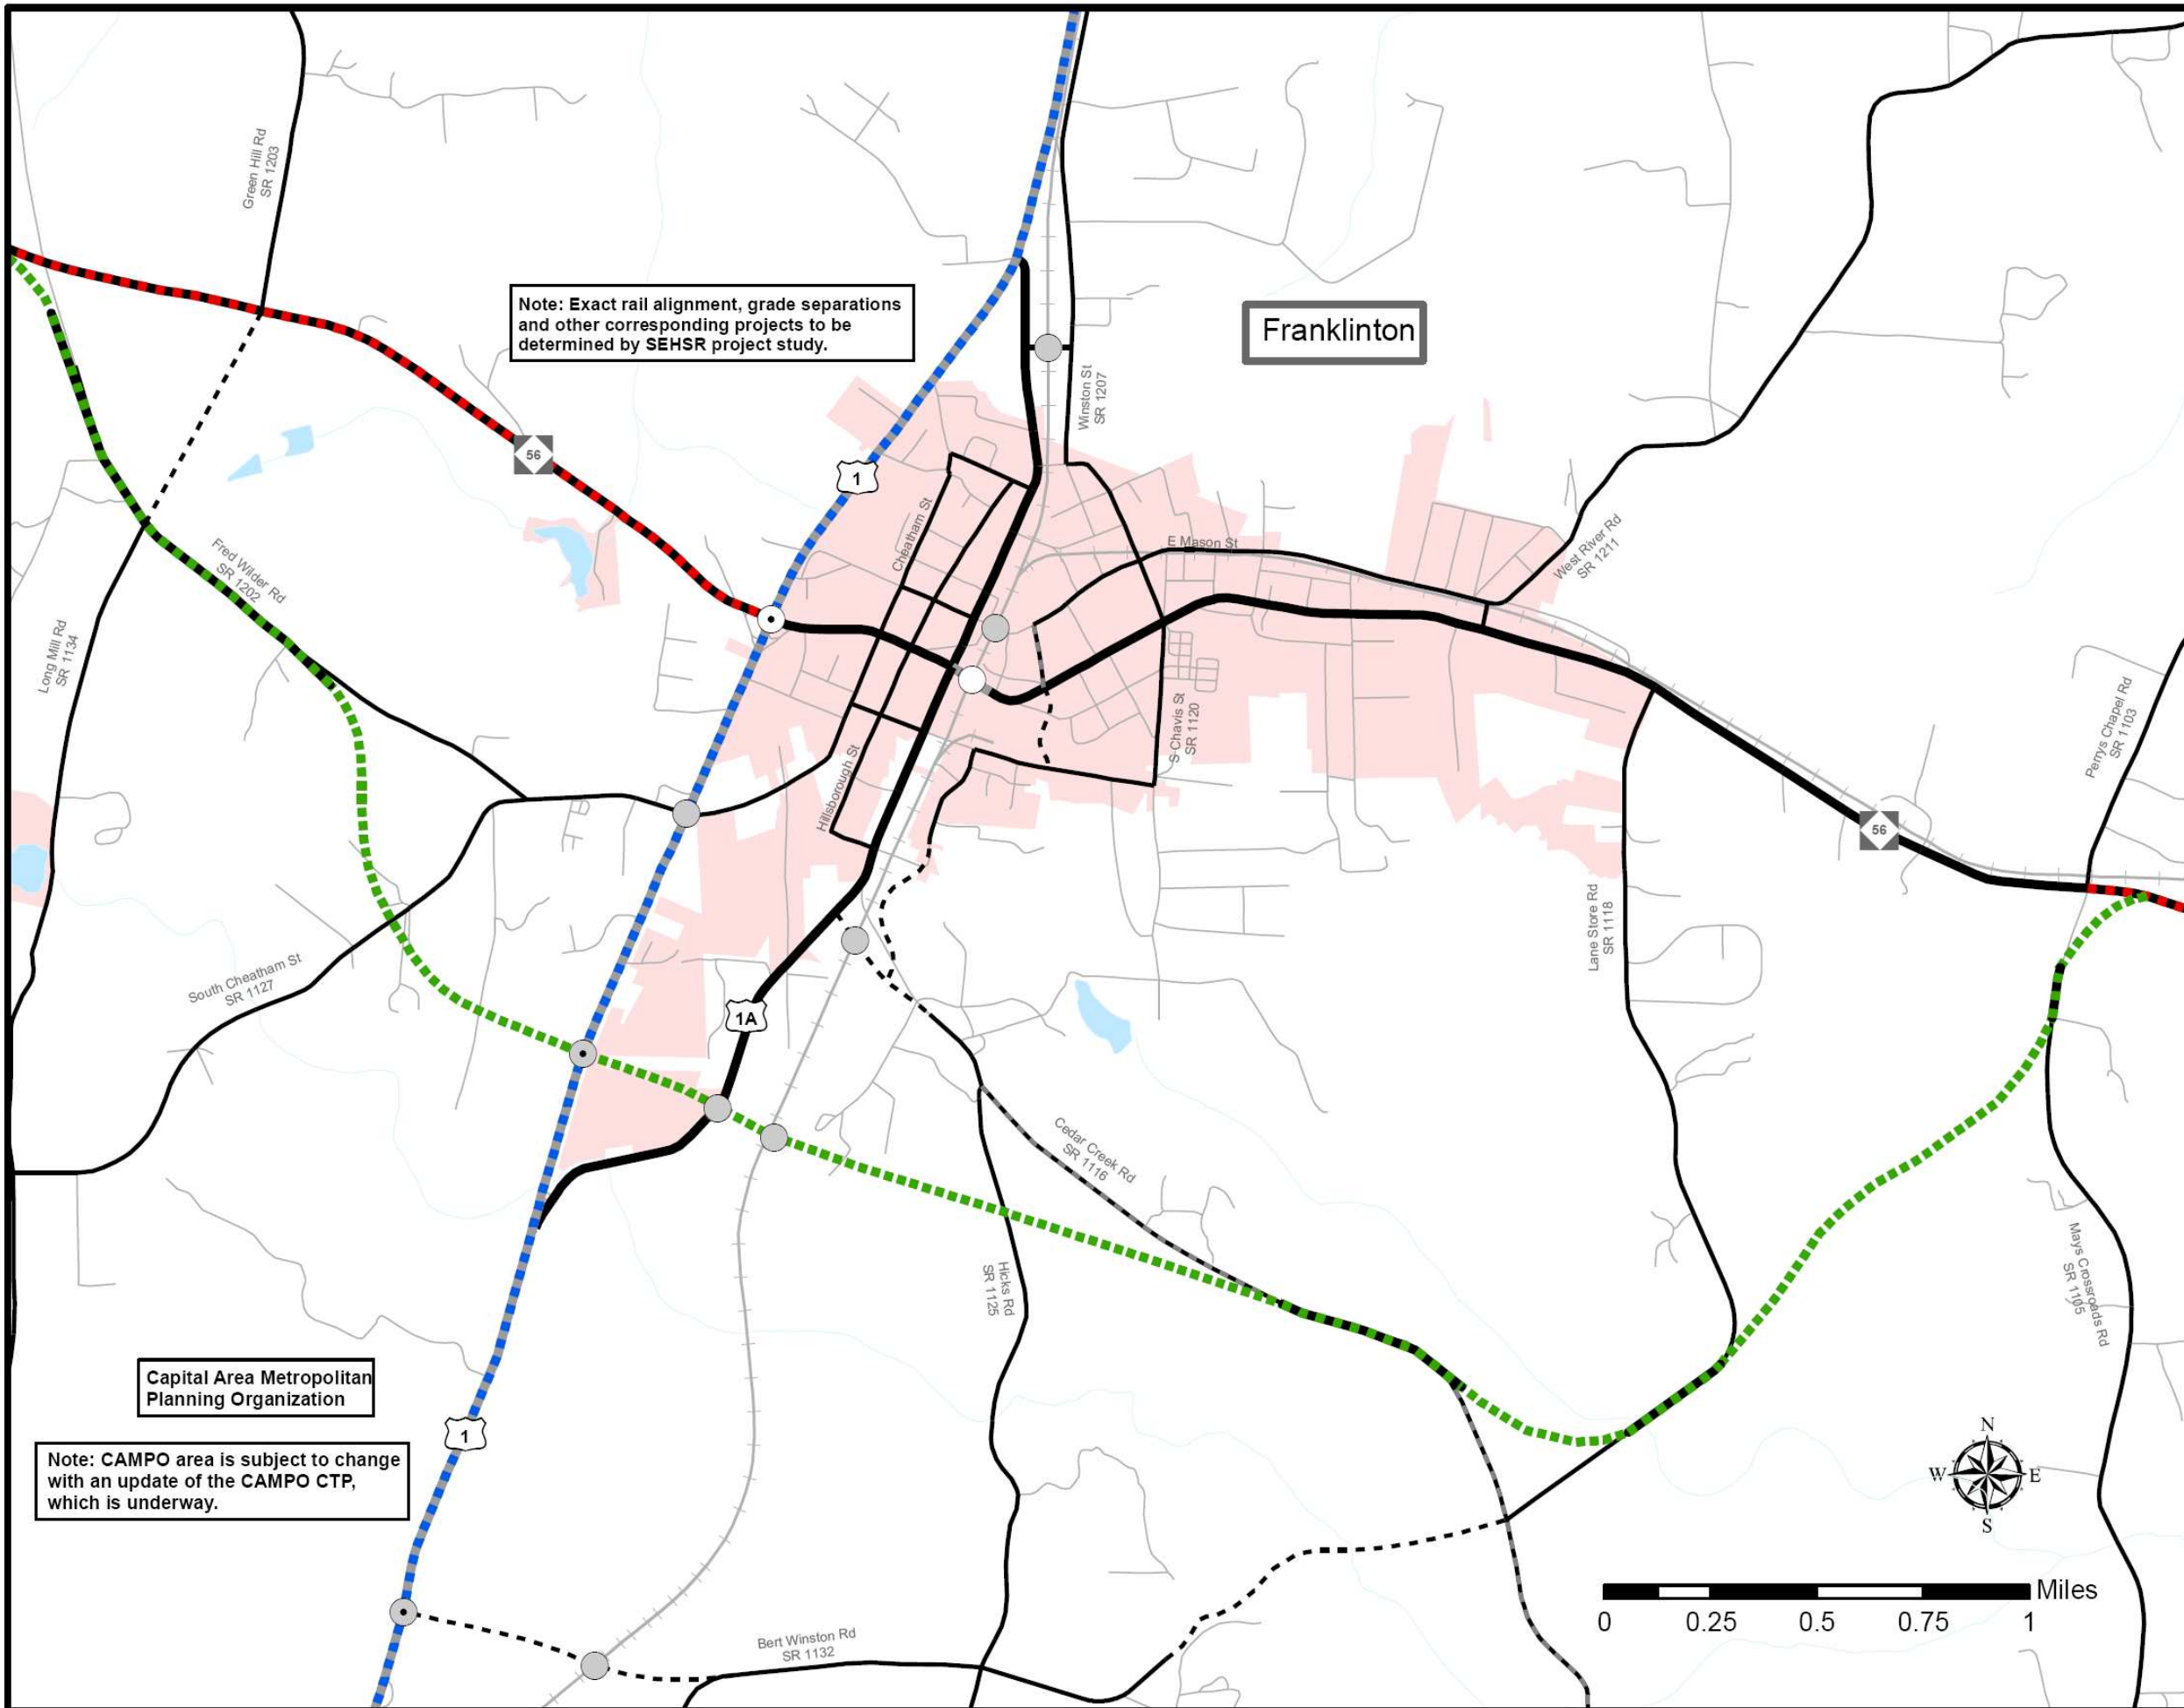 Green Hill Rd
SR 1203
Note: Exact rail alignment, grade separations
and other corresponding projects to be
determined by SEHSR project study.
Franklinton
Winston St
SR 1207
56
1
Cheatham St
E Mason St
West River Rd
SR 1211
Fred Wilder Rd
SR 1202
Long Mill Rd
SR 1134
S Chavis St
SR 1120
Perrys Chapel Rd
SR 1103
Hillsborough St
56
Lane Store Rd
SR 1118
South Cheatham St
SR 1127
1A
Cedar Creek Rd
SR 1116
Hicks Rd
SR 1125
Mays Crossroads Rd
SR 1105
Capital Area Metropolitan
Planning Organization
1
Note: CAMPO area is subject to change
with an update of the CAMPO CTP,
which is underway.
N
W E
S
Miles
0 0.25 0.5 0.75 1
Bert Winston Rd
SR 1132